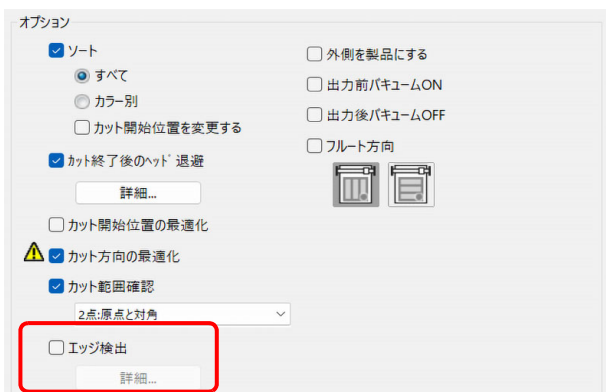 オプション
ソート
すべて
カラー別
カット開始位置を変更する
カット終了後のヘッド退避
詳細...
カット開始位置の最適化
カット方向の最適化
カット範囲確認
2点:原点と対角
エッジ検出
詳細...
外側を製品にする
出力前バキュームON
出力後バキュームOFF
フルート方向